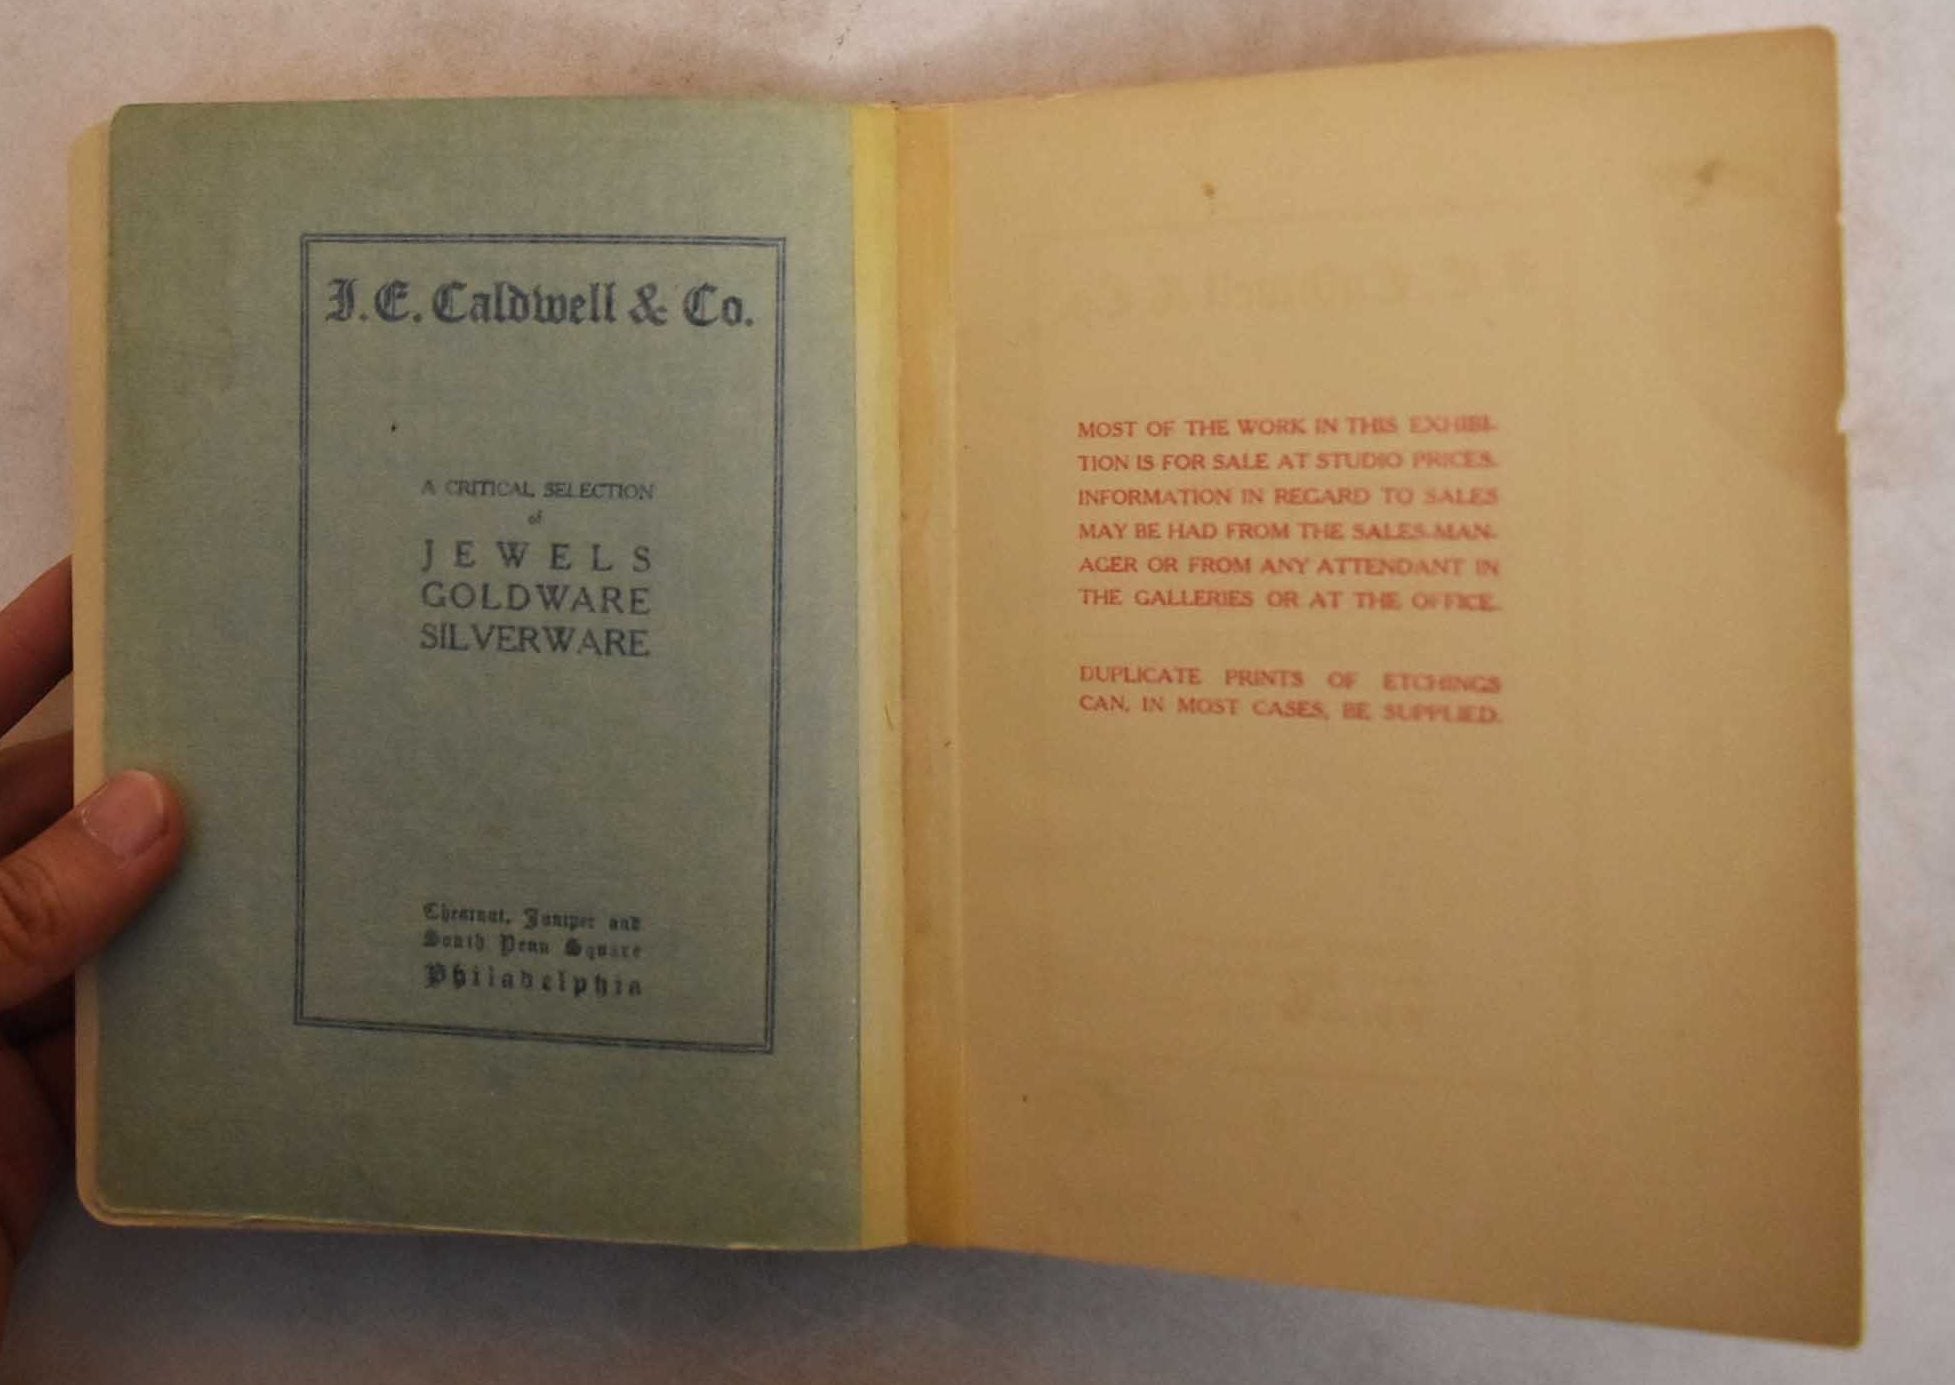 J. E. Caldwell & Co.
A CRITICAL SELECTION
of
JEWELS
GOLDWARE
SILVERWARE
Chestnut, Juniper and
South Penn Square
Philadelphia
MOST OF THE WORK IN THIS EXHIBI-
TION IS FOR SALE AT STUDIO PRICES.
INFORMATION IN REGARD TO SALES
MAY BE HAD FROM THE SALES-MAN-
AGER OR FROM ANY ATTENDANT IN
THE GALLERIES OR AT THE OFFICE.
DUPLICATE PRINTS OF ETCHINGS
CAN, IN MOST CASES, BE SUPPLIED.